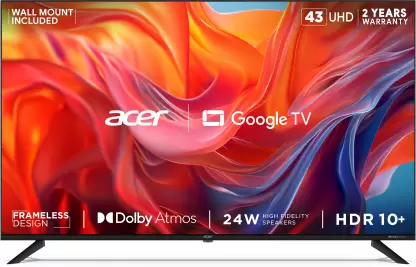 WALL MOUNT
INCLUDED
43 UHD
2 YEARS
WARRANTY
acer
Google TV
FRAMELESS
DESIGN
Dolby Atmos
24W HIGH FIDELITY
SPEAKERS
HDR 10+